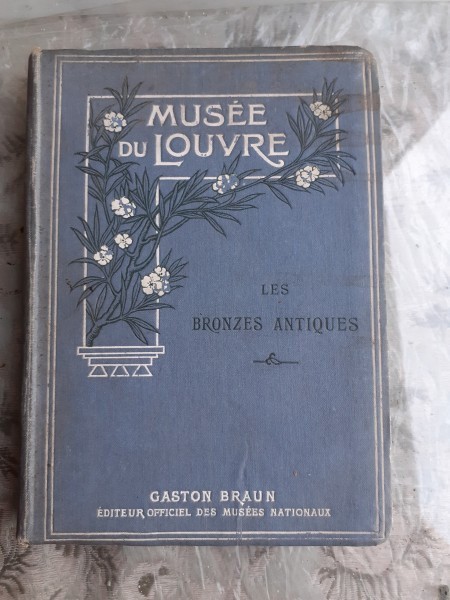 MUSÉE
DU LOUVRE
LES
BRONZES ANTIQUES
&
GASTON BRAUN
ÉDITEUR OFFICIEL DES MUSÉES NATIONAUX